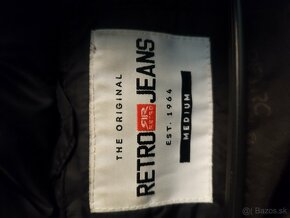 THE ORIGINAL
RETRO JEANS
EST. 1964
MEDIUM
bazos.sk